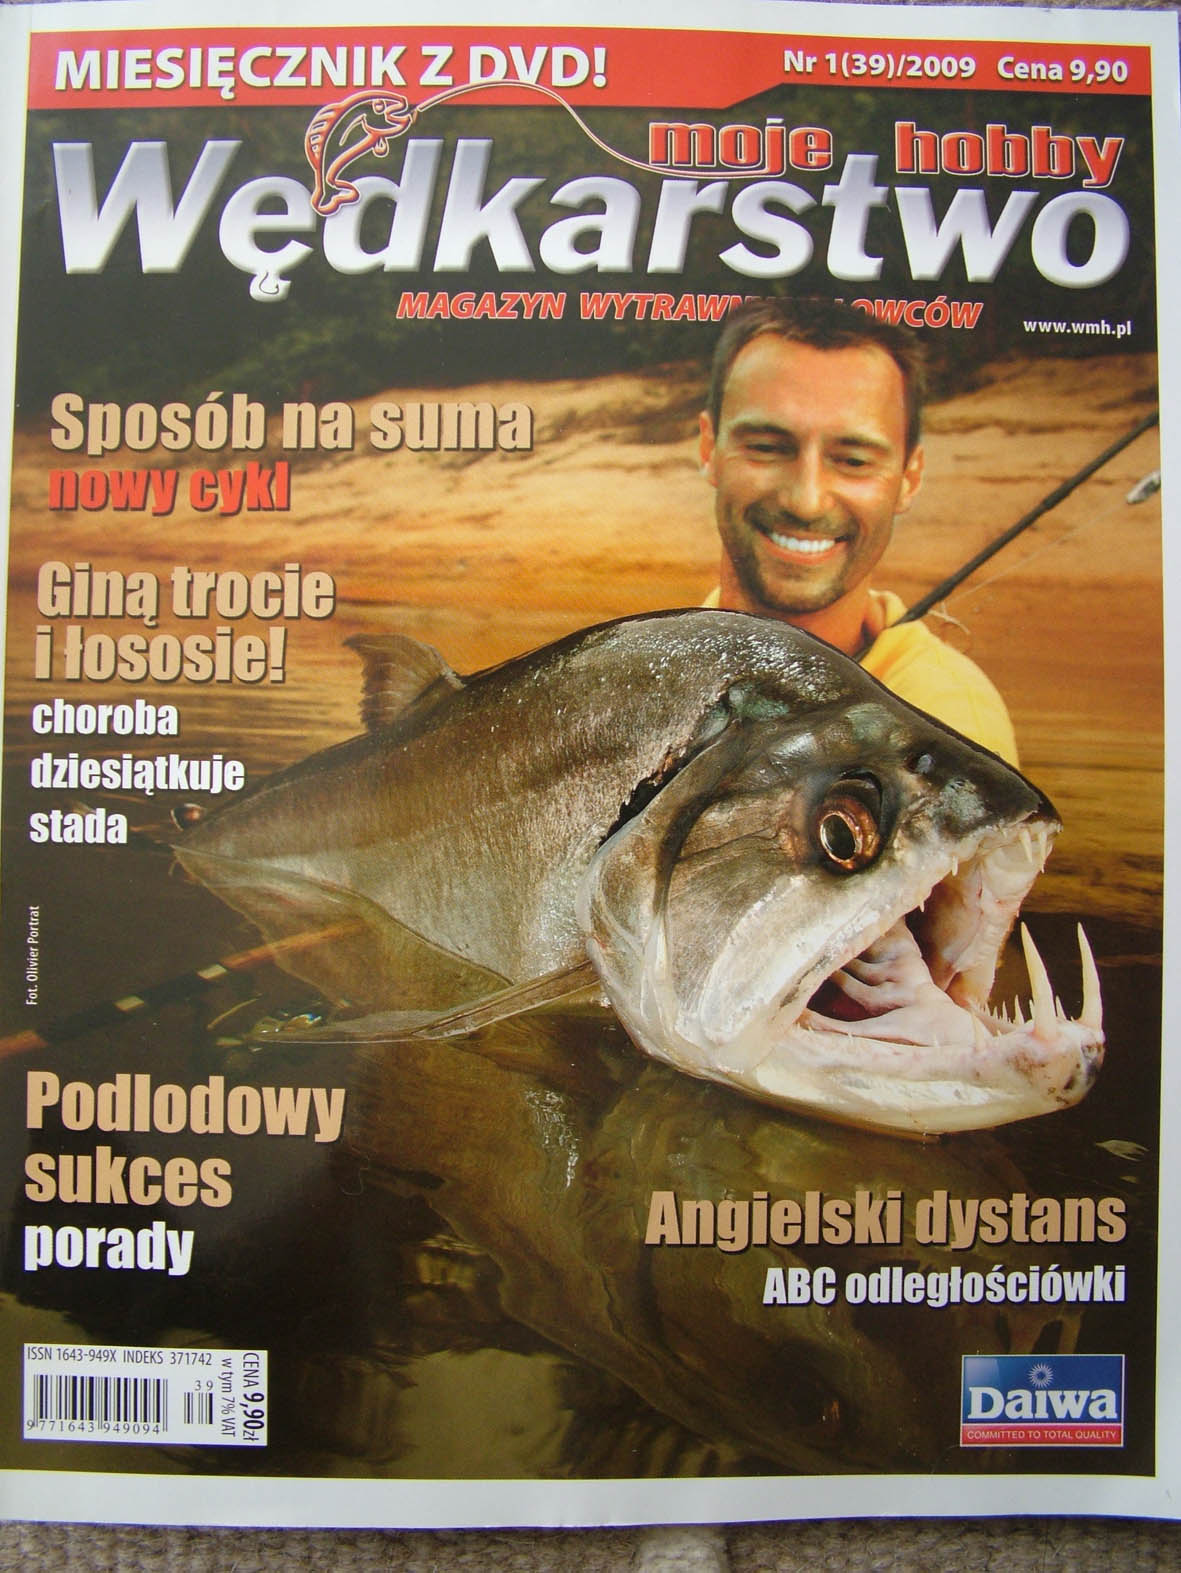 MIESIĘCZNIK Z DVD!
Nr 1(39)/2009 Cena 9,90
moje hobby
Wędkarstwo
MAGAZYN WYTRAWN ŁOWCÓW
www.wmh.pl
Sposób na suma
nowy cykl
Giną trocie
i łososie!
choroba
dziesiątkuje
stada
Fot. Olivier Portrat
Podlodowy
sukces
porady
Angielski dystans
ABC odległościówki
ISSN 1643-949X INDEKS 371742
39
9 771643 949094
CENA 9,90zł
w tym 7% VAT
Daiwa
COMMITTED TO TOTAL QUALITY